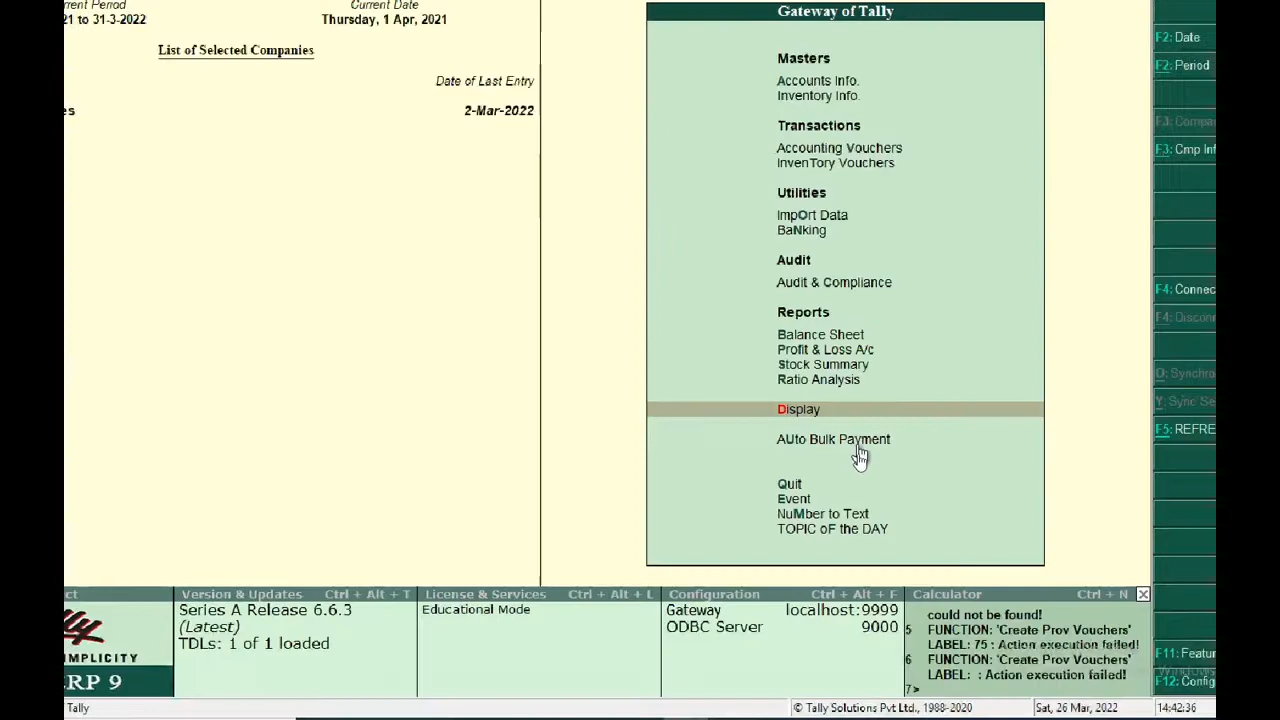 rrent Period
Current Date
21 to 31-3-2022
Thursday, 1 Apr, 2021
List of Selected Companies
Date of Last Entry
es
2-Mar-2022
Gateway of Tally
Masters
Accounts Info.
Inventory Info.
Transactions
Accounting Vouchers
InvenTory Vouchers
Utilities
ImpOrt Data
BaNking
Audit
Audit & Compliance
Reports
Balance Sheet
Profit & Loss A/c
Stock Summary
Ratio Analysis
Display
AUto Bulk Payment
Quit
Event
NuMber to Text
TOPIC oF the DAY
F2: Date
F2: Period
F3: Compa
F3: Cmp Inf
F4: Connec
F4: Disconn
O: Synchro
Y: Sync Se
F5: REFRE
F11: Featur
F12: Config
ct
Version & Updates Ctrl + Alt + T
License & Services Ctrl + Alt + L
Configuration Ctrl + Alt + F
Calculator Ctrl + N
Series A Release 6.6.3
(Latest)
TDLs: 1 of 1 loaded
Educational Mode
Gateway localhost:9999
ODBC Server 9000
could not be found!
5 FUNCTION: 'Create Prov Vouchers'
LABEL: 75 : Action execution failed!
6 FUNCTION: 'Create Prov Vouchers'
LABEL: : Action execution failed!
7>
lly
IMPLICITY
ERP 9
Tally
© Tally Solutions Pvt Ltd., 1988-2020
Sat, 26 Mar, 2022
14:42:36